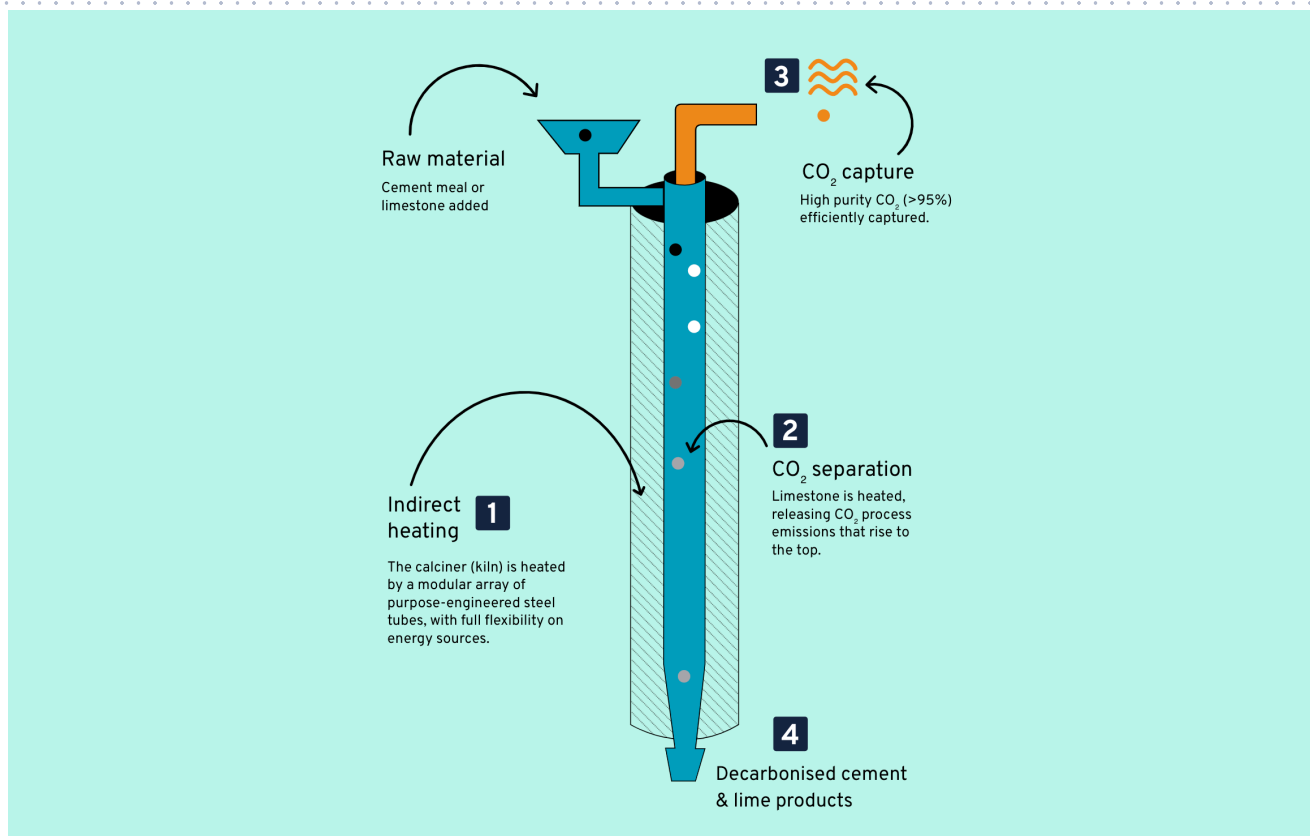 Raw material
Cement meal or
limestone added
3
CO₂ capture
High purity CO₂ (>95%)
efficiently captured.
Indirect
heating
1
The calciner (kiln) is heated
by a modular array of
purpose-engineered steel
tubes, with full flexibility on
energy sources.
2
CO₂ separation
Limestone is heated,
releasing CO₂ process
emissions that rise to
the top.
4
Decarbonised cement
& lime products